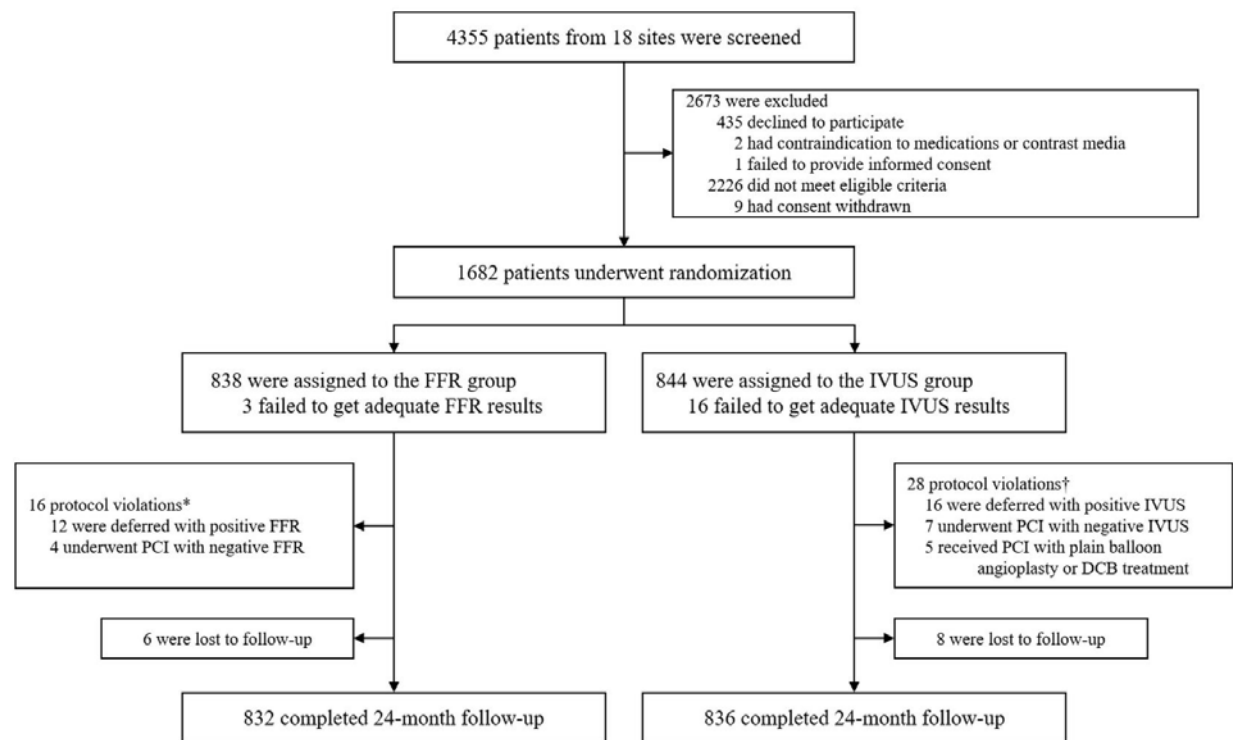 4355 patients from 18 sites were screened
2673 were excluded
435 declined to participate
2 had contraindication to medications or contrast media
1 failed to provide informed consent
2226 did not meet eligible criteria
9 had consent withdrawn
1682 patients underwent randomization
838 were assigned to the FFR group
3 failed to get adequate FFR results
844 were assigned to the IVUS group
16 failed to get adequate IVUS results
16 protocol violations*
12 were deferred with positive FFR
4 underwent PCI with negative FFR
28 protocol violations†
16 were deferred with positive IVUS
7 underwent PCI with negative IVUS
5 received PCI with plain balloon
angioplasty or DCB treatment
6 were lost to follow-up
8 were lost to follow-up
832 completed 24-month follow-up
836 completed 24-month follow-up